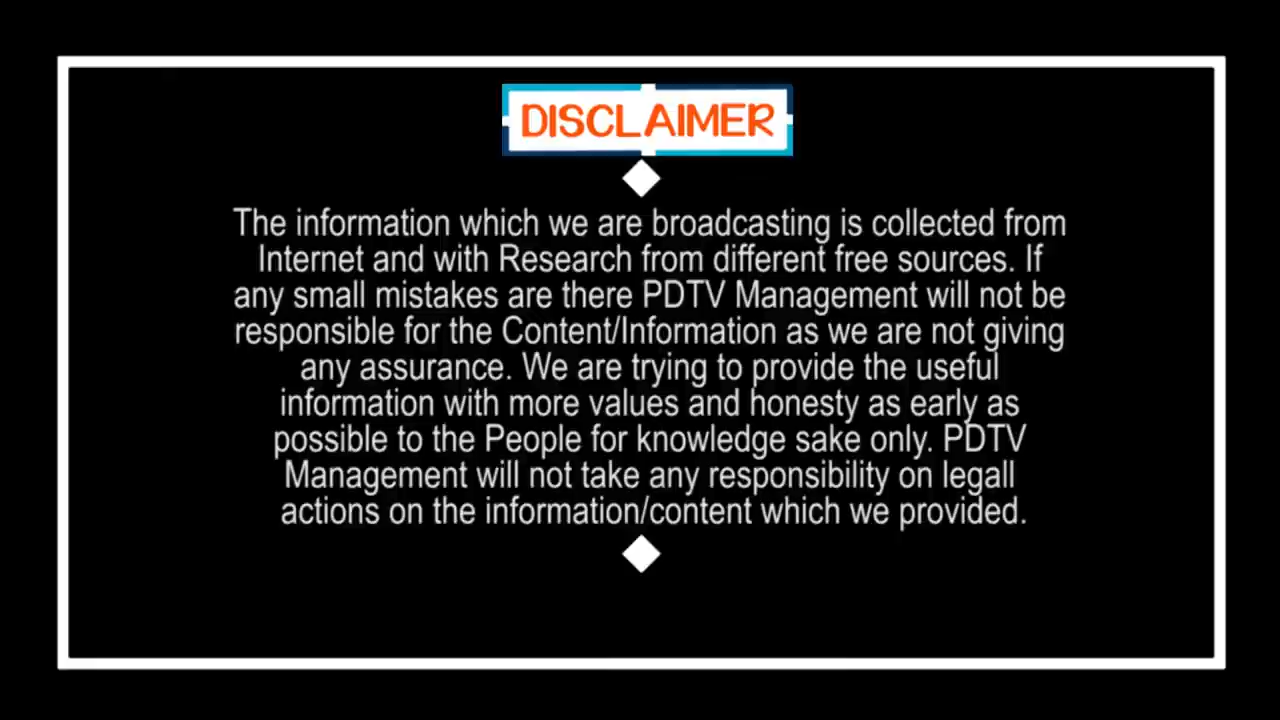 DISCLAIMER
The information which we are broadcasting is collected from
Internet and with Research from different free sources. If
any small mistakes are there PDTV Management will not be
responsible for the Content/Information as we are not giving
any assurance. We are trying to provide the useful
information with more values and honesty as early as
possible to the People for knowledge sake only. PDTV
Management will not take any responsibility on legall
actions on the information/content which we provided.